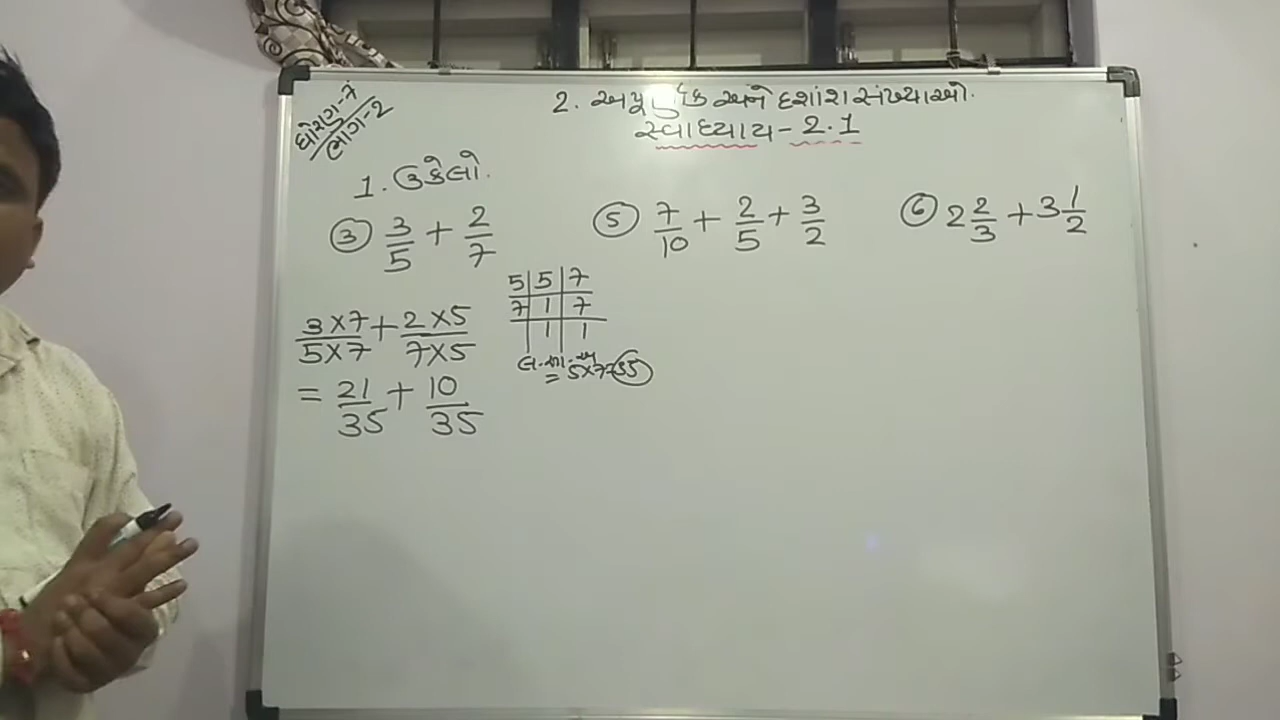 ધોરણ-7
ભાગ-2
2. અપૂર્ણાંક અને દશાંશ સંખ્યાઓ.
સ્વાધ્યાય - 2.1
1. ઉકેલો.
③ 3/5 + 2/7
⑤ 7/10 + 2/5 + 3/2
⑥ 2 2/3 + 3 1/2
5 | 5 | 7
7 | 1 | 7
| 1 | 1
લ.સા.અ
= 5×7=35
3×7/5×7 + 2×5/7×5
= 21/35 + 10/35